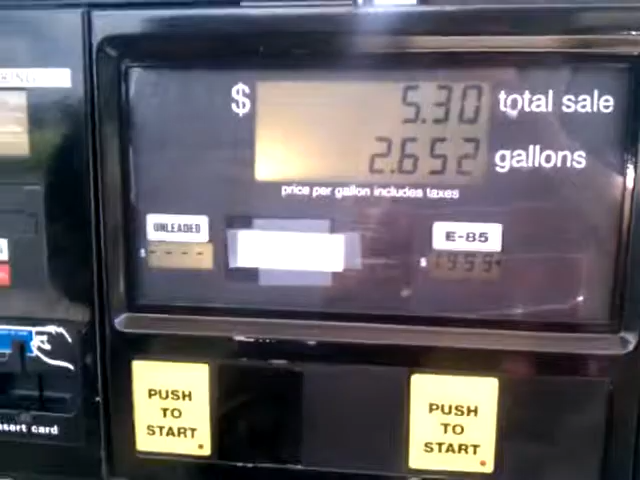 $ 5.30 total sale
2.652 gallons
price per gallon includes taxes
UNLEADED
$ ----
E-85
$
PUSH
TO
START
PUSH
TO
START
nsert card